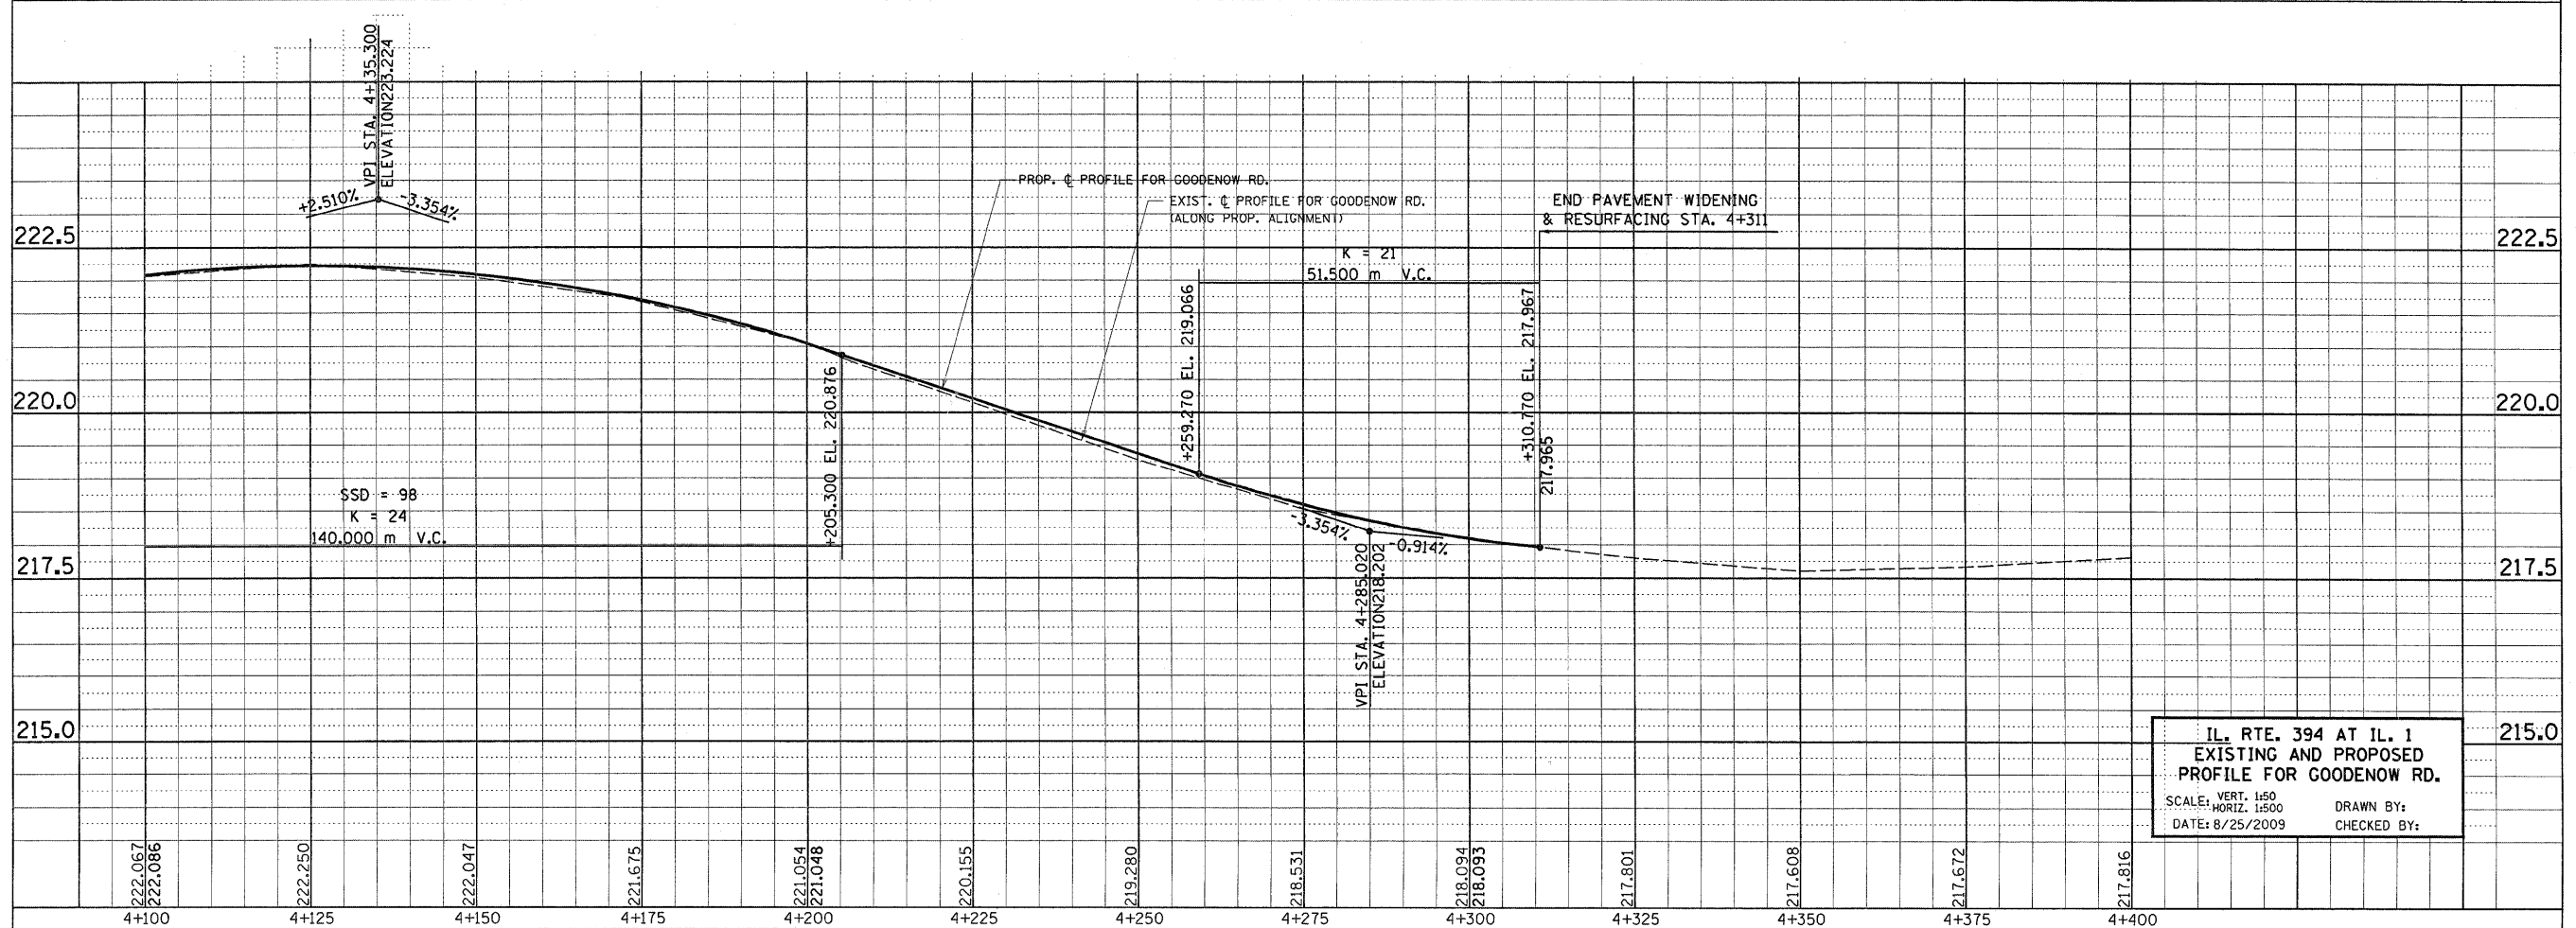 VPI STA. 4+135.300
ELEVATION223.224
+2.510%
-3.354%
PROP. ℄ PROFILE FOR GOODENOW RD.
EXIST. ℄ PROFILE FOR GOODENOW RD.
(ALONG PROP. ALIGNMENT)
END PAVEMENT WIDENING
& RESURFACING STA. 4+311
222.5
222.5
K = 21
51.500 m V.C.
+259.270 EL. 219.066
+310.770 EL. 217.967
217.965
220.0
220.0
+205.300 EL. 220.876
SSD = 98
K = 24
140.000 m V.C.
-3.354%
-0.914%
VPI STA. 4+285.020
ELEVATION218.202
217.5
217.5
215.0
215.0
IL. RTE. 394 AT IL. 1
EXISTING AND PROPOSED
PROFILE FOR GOODENOW RD.
SCALE: VERT. 1:50
HORIZ. 1:500
DRAWN BY:
DATE: 8/25/2009
CHECKED BY:
222.067
222.086
222.250
222.047
221.675
221.054
221.048
220.155
219.280
218.531
218.094
218.093
217.801
217.608
217.672
217.816
4+100
4+125
4+150
4+175
4+200
4+225
4+250
4+275
4+300
4+325
4+350
4+375
4+400